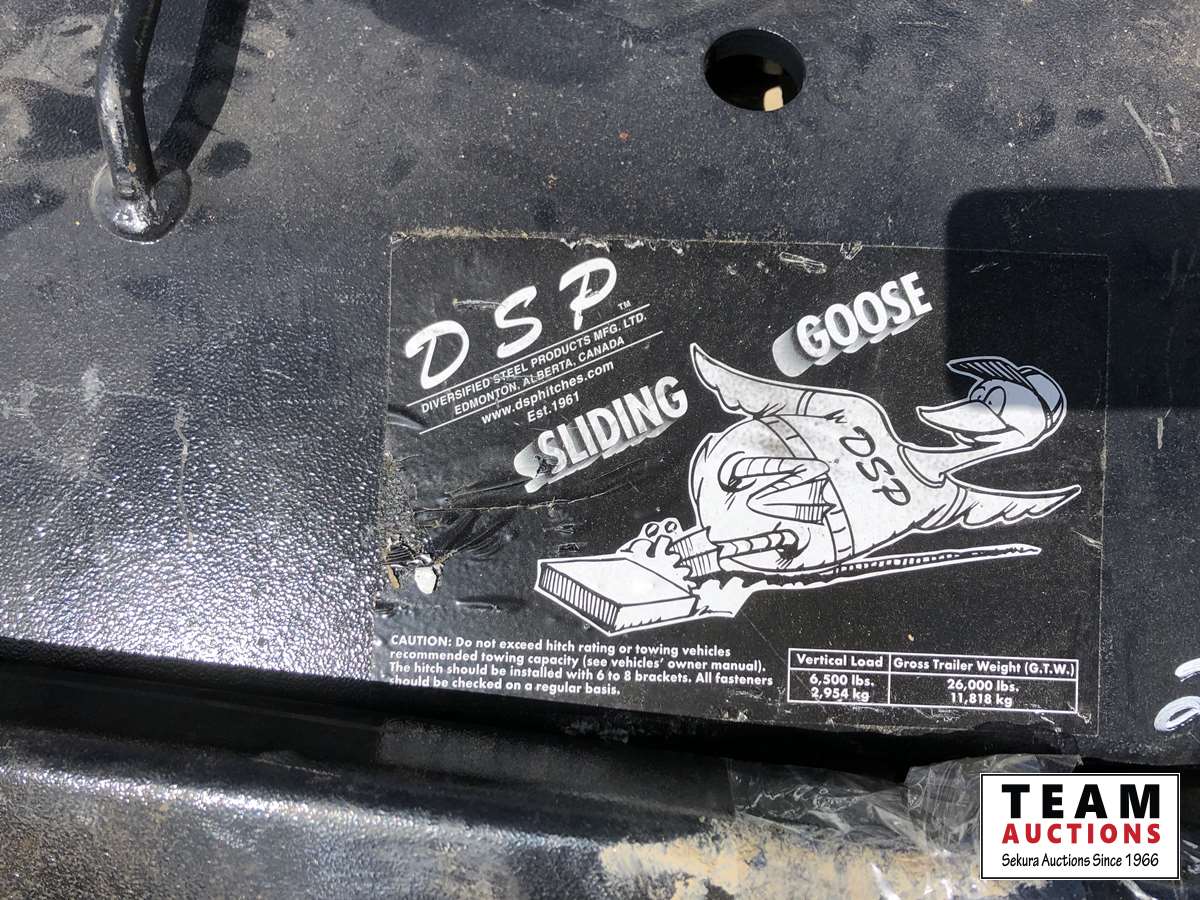 DSP™
DIVERSIFIED STEEL PRODUCTS MFG. LTD.
EDMONTON, ALBERTA, CANADA
www.dsphitches.com
Est.1961
SLIDING
GOOSE
DSP
CAUTION: Do not exceed hitch rating or towing vehicles
recommended towing capacity (see vehicles' owner manual).
The hitch should be installed with 6 to 8 brackets. All fasteners
should be checked on a regular basis.
Vertical Load Gross Trailer Weight (G.T.W.)
6,500 lbs. 26,000 lbs.
2,954 kg 11,818 kg
TEAM
AUCTIONS
Sekura Auctions Since 1966